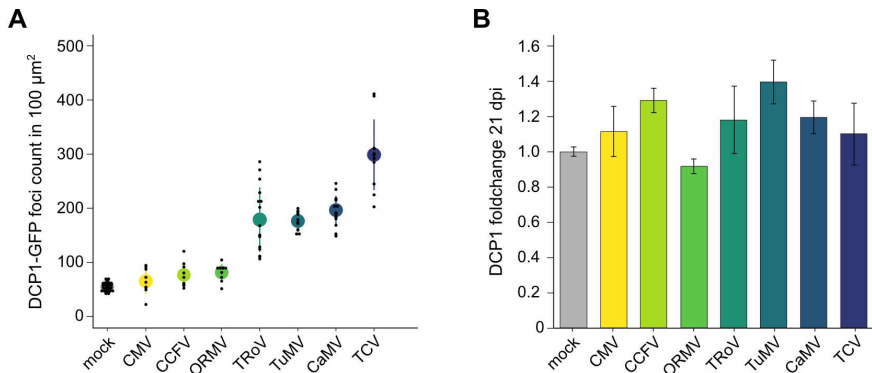 A
DCP1-GFP foci count in 100 µm²
500
400
300
200
100
0
mock
CMV
CCFV
ORMV
TRoV
TuMV
CaMV
TCV
B
DCP1 foldchange 21 dpi
1.6
1.4
1.2
1.0
0.8
0.6
0.4
0.2
0
mock
CMV
CCFV
ORMV
TRoV
TuMV
CaMV
TCV